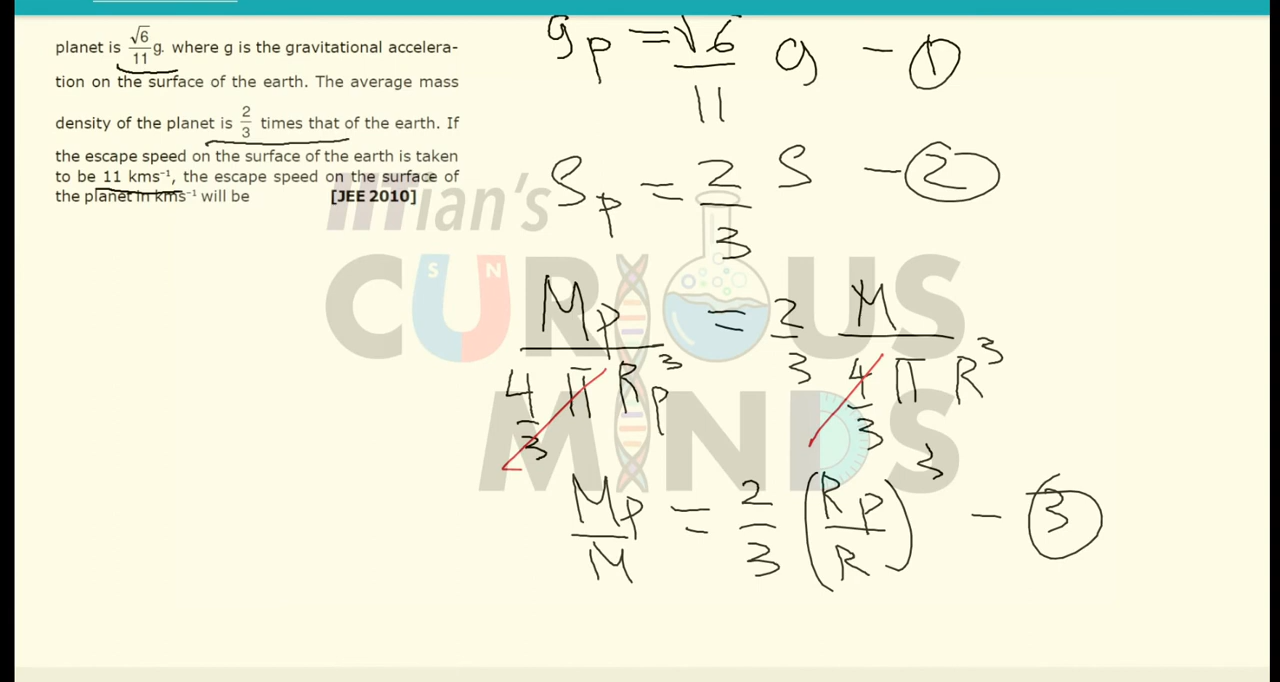 planet is √6/11 g. where g is the gravitational accelera-
tion on the surface of the earth. The average mass
density of the planet is 2/3 times that of the earth. If
the escape speed on the surface of the earth is taken
to be 11 kms⁻¹, the escape speed on the surface of
the planet in kms⁻¹ will be [JEE 2010]
gp = √6/11 g - ①
Sp = 2/3 S - ②
Mp / (4/3 π Rp³) = 2/3 M / (4/3 π R³)
Mp/M = 2/3 (Rp/R)³ - ③
IITian's
CURIOUS
S N
MINDS